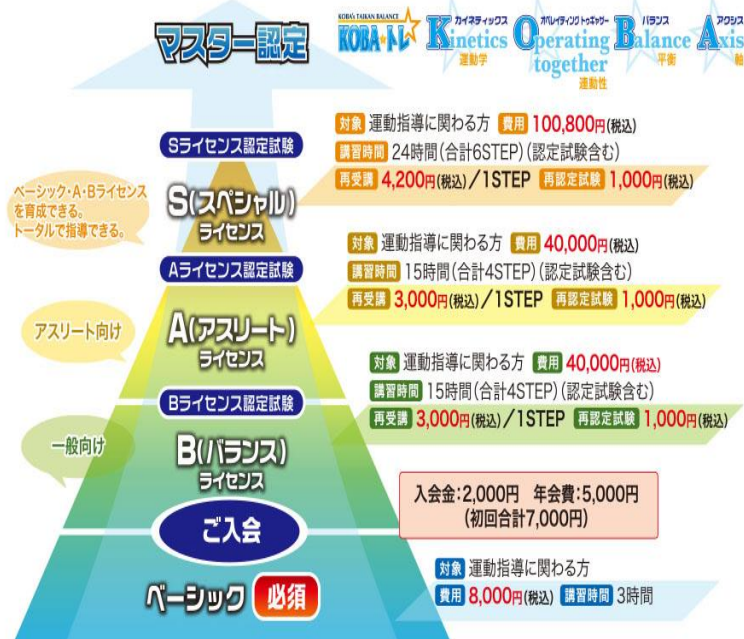 マスター認定
KOBA's TAIKAN BALANCE
KOBA★トレ
カイネティックス
Kinetics
運動学
オペレイティング トゥギャザー
Operating
together
連動性
バランス
Balance
平衡
アクシス
Axis
軸
Sライセンス認定試験
対象 運動指導に関わる方 費用 100,800円(税込)
講習時間 24時間(合計6STEP)(認定試験含む)
再受講 4,200円(税込)/1STEP 再認定試験 1,000円(税込)
ベーシック・A・Bライセンス
を育成できる。
トータルで指導できる。
S(スペシャル)
ライセンス
Aライセンス認定試験
対象 運動指導に関わる方 費用 40,000円(税込)
講習時間 15時間(合計4STEP)(認定試験含む)
再受講 3,000円(税込)/1STEP 再認定試験 1,000円(税込)
アスリート向け
A(アスリート)
ライセンス
Bライセンス認定試験
対象 運動指導に関わる方 費用 40,000円(税込)
講習時間 15時間(合計4STEP)(認定試験含む)
再受講 3,000円(税込)/1STEP 再認定試験 1,000円(税込)
一般向け
B(バランス)
ライセンス
入会金:2,000円 年会費:5,000円
(初回合計7,000円)
ご入会
ベーシック 必須
対象 運動指導に関わる方
費用 8,000円(税込) 講習時間 3時間